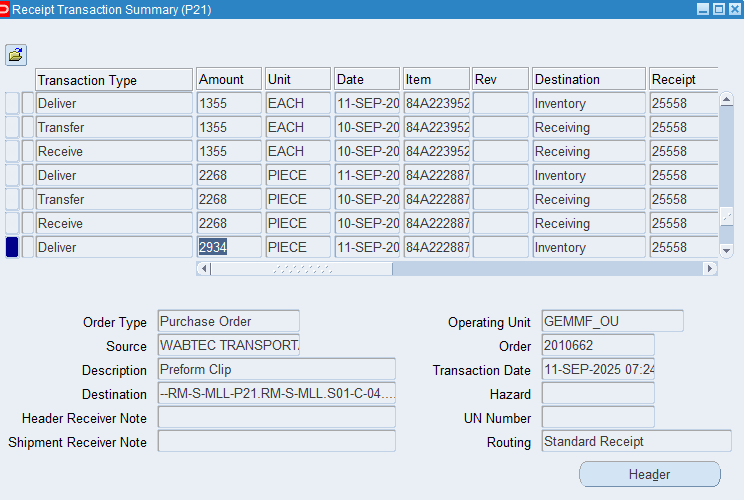 Receipt Transaction Summary (P21)
Transaction Type Amount Unit Date Item Rev Destination Receipt
Deliver 1355 EACH 11-SEP-20 84A223952 Inventory 25558
Transfer 1355 EACH 10-SEP-20 84A223952 Receiving 25558
Receive 1355 EACH 10-SEP-20 84A223952 Receiving 25558
Deliver 2268 PIECE 11-SEP-20 84A222887 Inventory 25558
Transfer 2268 PIECE 10-SEP-20 84A222887 Receiving 25558
Receive 2268 PIECE 10-SEP-20 84A222887 Receiving 25558
Deliver 2934 PIECE 11-SEP-20 84A222887 Inventory 25558
Order Type Purchase Order Operating Unit GEMMF_OU
Source WABTEC TRANSPORT. Order 2010662
Description Preform Clip Transaction Date 11-SEP-2025 07:24
Destination --RM-S-MLL-P21.RM-S-MLL.S01-C-04.... Hazard
Header Receiver Note UN Number
Shipment Receiver Note Routing Standard Receipt
Header